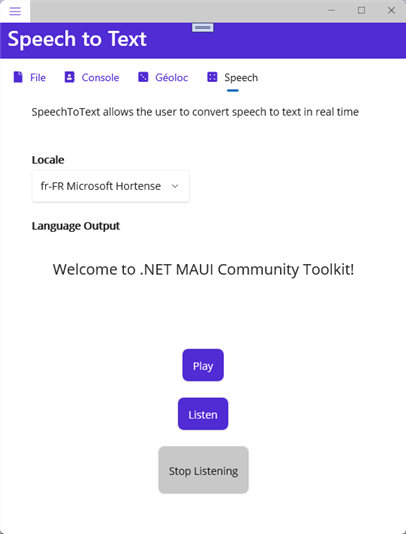 Speech to Text
File Console Géoloc Speech
SpeechToText allows the user to convert speech to text in real time
Locale
fr-FR Microsoft Hortense
Language Output
Welcome to .NET MAUI Community Toolkit!
Play
Listen
Stop Listening